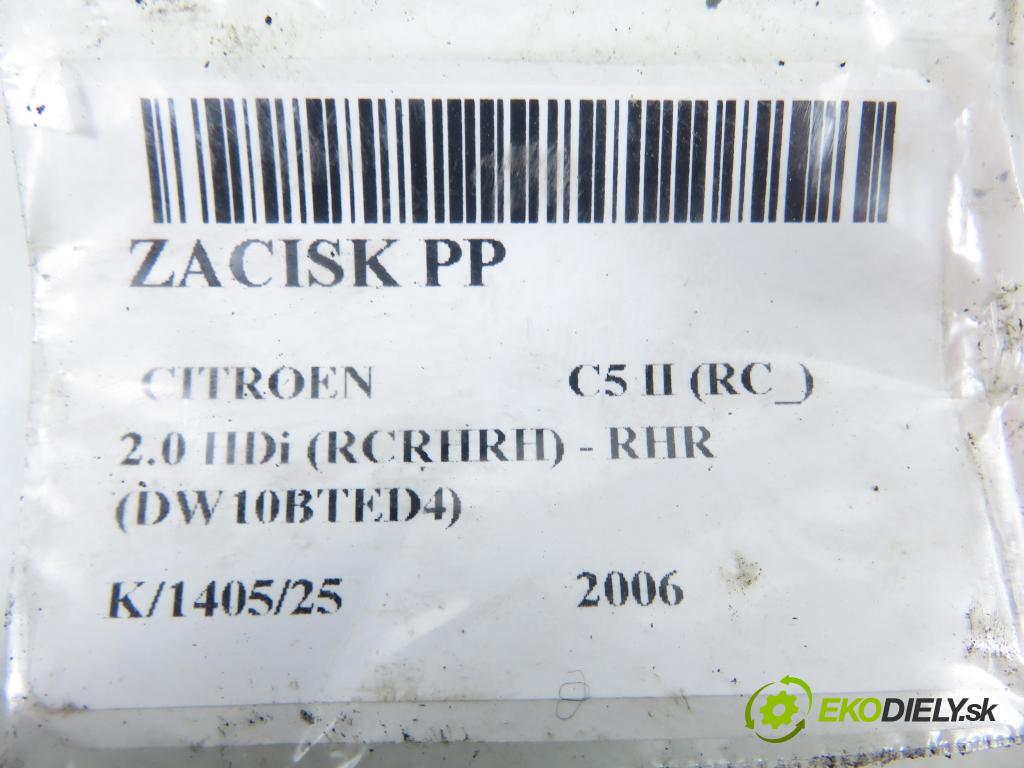 ZACISK PP
CITROEN C5 II (RC_)
2.0 HDi (RCRHRH) - RHR
(DW10BTED4)
K/1405/25 2006
EKODIELY.sk